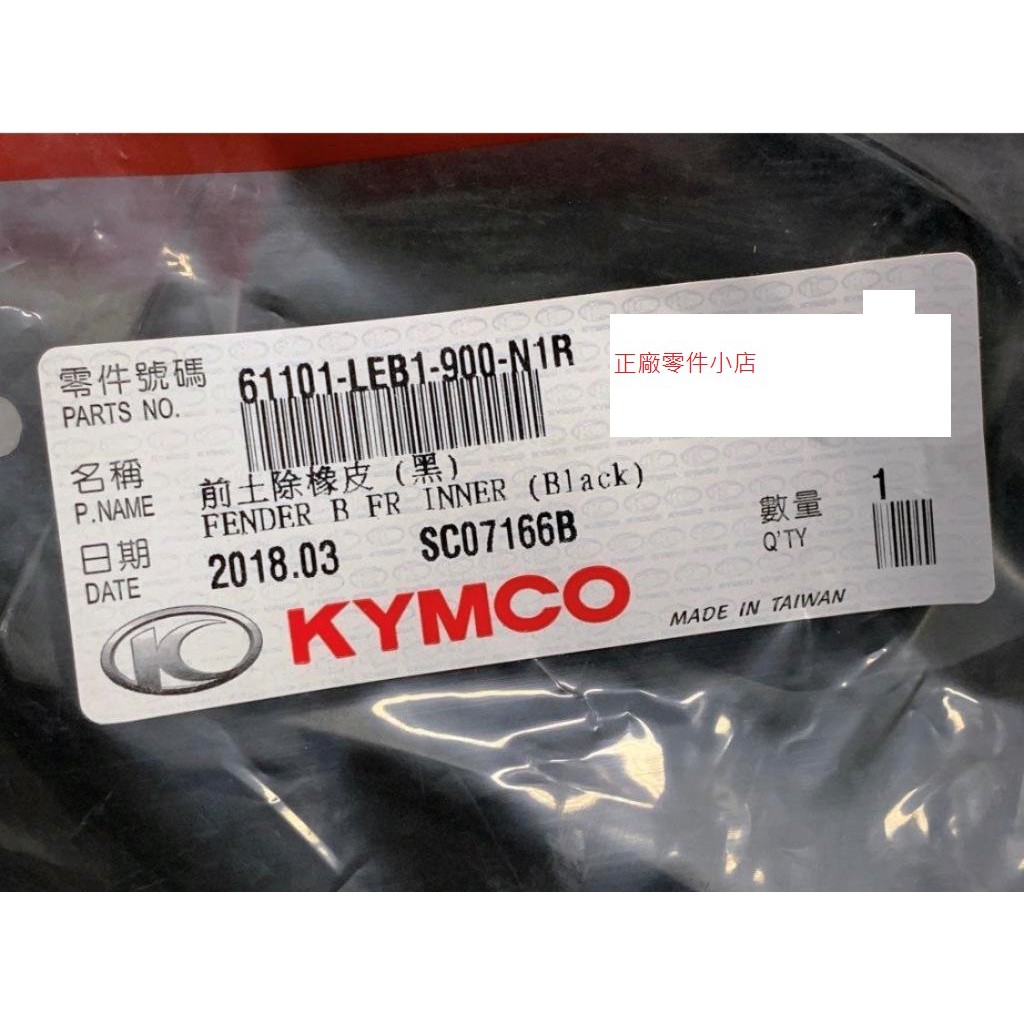 零件號碼 61101-LEB1-900-N1R
PARTS NO.
正廠零件小店
名稱 前土除橡皮 (黑)
P.NAME FENDER B FR INNER (Black)
日期 2018.03 SC07166B
DATE
數量 1
Q'TY
KYMCO
MADE IN TAIWAN